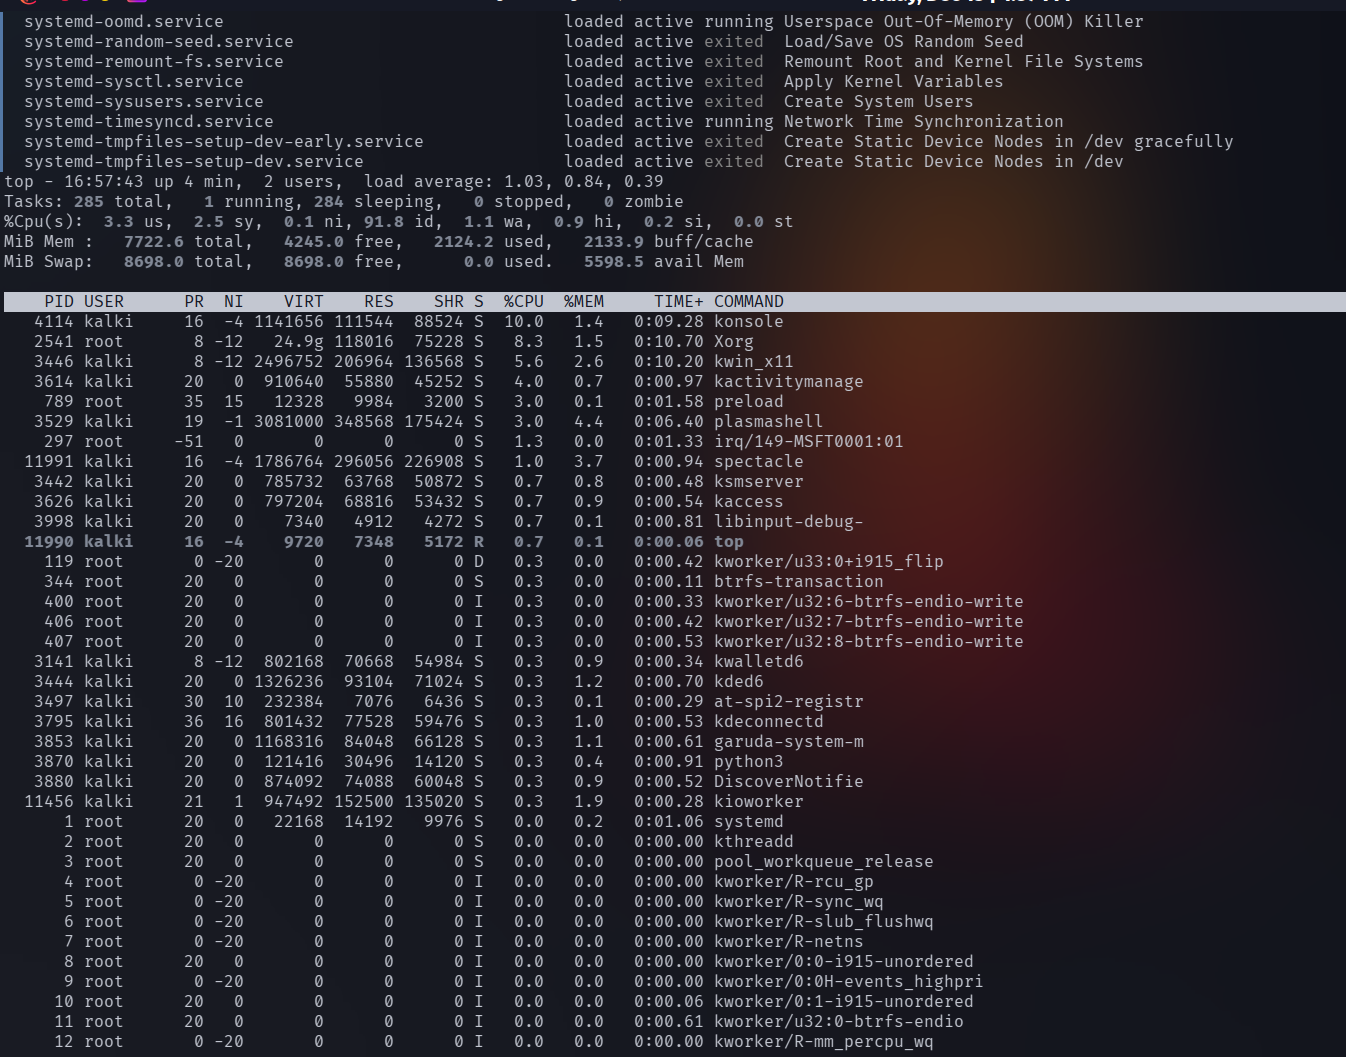 systemd-oomd.service loaded active running Userspace Out-Of-Memory (OOM) Killer
systemd-random-seed.service loaded active exited Load/Save OS Random Seed
systemd-remount-fs.service loaded active exited Remount Root and Kernel File Systems
systemd-sysctl.service loaded active exited Apply Kernel Variables
systemd-sysusers.service loaded active exited Create System Users
systemd-timesyncd.service loaded active running Network Time Synchronization
systemd-tmpfiles-setup-dev-early.service loaded active exited Create Static Device Nodes in /dev gracefully
systemd-tmpfiles-setup-dev.service loaded active exited Create Static Device Nodes in /dev
top - 16:57:43 up 4 min, 2 users, load average: 1.03, 0.84, 0.39
Tasks: 285 total, 1 running, 284 sleeping, 0 stopped, 0 zombie
%Cpu(s): 3.3 us, 2.5 sy, 0.1 ni, 91.8 id, 1.1 wa, 0.9 hi, 0.2 si, 0.0 st
MiB Mem : 7722.6 total, 4245.0 free, 2124.2 used, 2133.9 buff/cache
MiB Swap: 8698.0 total, 8698.0 free, 0.0 used. 5598.5 avail Mem
PID USER PR NI VIRT RES SHR S %CPU %MEM TIME+ COMMAND
4114 kalki 16 -4 1141656 111544 88524 S 10.0 1.4 0:09.28 konsole
2541 root 8 -12 24.9g 118016 75228 S 8.3 1.5 0:10.70 Xorg
3446 kalki 8 -12 2496752 206964 136568 S 5.6 2.6 0:10.20 kwin_x11
3614 kalki 20 0 910640 55880 45252 S 4.0 0.7 0:00.97 kactivitymanage
789 root 35 15 12328 9984 3200 S 3.0 0.1 0:01.58 preload
3529 kalki 19 -1 3081000 348568 175424 S 3.0 4.4 0:06.40 plasmashell
297 root -51 0 0 0 0 S 1.3 0.0 0:01.33 irq/149-MSFT0001:01
11991 kalki 16 -4 1786764 296056 226908 S 1.0 3.7 0:00.94 spectacle
3442 kalki 20 0 785732 63768 50872 S 0.7 0.8 0:00.48 ksmserver
3626 kalki 20 0 797204 68816 53432 S 0.7 0.9 0:00.54 kaccess
3998 kalki 20 0 7340 4912 4272 S 0.7 0.1 0:00.81 libinput-debug-
11990 kalki 16 -4 9720 7348 5172 R 0.7 0.1 0:00.06 top
119 root 0 -20 0 0 0 D 0.3 0.0 0:00.42 kworker/u33:0+i915_flip
344 root 20 0 0 0 0 S 0.3 0.0 0:00.11 btrfs-transaction
400 root 20 0 0 0 0 I 0.3 0.0 0:00.33 kworker/u32:6-btrfs-endio-write
406 root 20 0 0 0 0 I 0.3 0.0 0:00.42 kworker/u32:7-btrfs-endio-write
407 root 20 0 0 0 0 I 0.3 0.0 0:00.53 kworker/u32:8-btrfs-endio-write
3141 kalki 8 -12 802168 70668 54984 S 0.3 0.9 0:00.34 kwalletd6
3444 kalki 20 0 1326236 93104 71024 S 0.3 1.2 0:00.70 kded6
3497 kalki 30 10 232384 7076 6436 S 0.3 0.1 0:00.29 at-spi2-registr
3795 kalki 36 16 801432 77528 59476 S 0.3 1.0 0:00.53 kdeconnectd
3853 kalki 20 0 1168316 84048 66128 S 0.3 1.1 0:00.61 garuda-system-m
3870 kalki 20 0 121416 30496 14120 S 0.3 0.4 0:00.91 python3
3880 kalki 20 0 874092 74088 60048 S 0.3 0.9 0:00.52 DiscoverNotifie
11456 kalki 21 1 947492 152500 135020 S 0.3 1.9 0:00.28 kioworker
1 root 20 0 22168 14192 9976 S 0.0 0.2 0:01.06 systemd
2 root 20 0 0 0 0 S 0.0 0.0 0:00.00 kthreadd
3 root 20 0 0 0 0 S 0.0 0.0 0:00.00 pool_workqueue_release
4 root 0 -20 0 0 0 I 0.0 0.0 0:00.00 kworker/R-rcu_gp
5 root 0 -20 0 0 0 I 0.0 0.0 0:00.00 kworker/R-sync_wq
6 root 0 -20 0 0 0 I 0.0 0.0 0:00.00 kworker/R-slub_flushwq
7 root 0 -20 0 0 0 I 0.0 0.0 0:00.00 kworker/R-netns
8 root 20 0 0 0 0 I 0.0 0.0 0:00.00 kworker/0:0-i915-unordered
9 root 0 -20 0 0 0 I 0.0 0.0 0:00.00 kworker/0:0H-events_highpri
10 root 20 0 0 0 0 I 0.0 0.0 0:00.06 kworker/0:1-i915-unordered
11 root 20 0 0 0 0 I 0.0 0.0 0:00.61 kworker/u32:0-btrfs-endio
12 root 0 -20 0 0 0 I 0.0 0.0 0:00.00 kworker/R-mm_percpu_wq